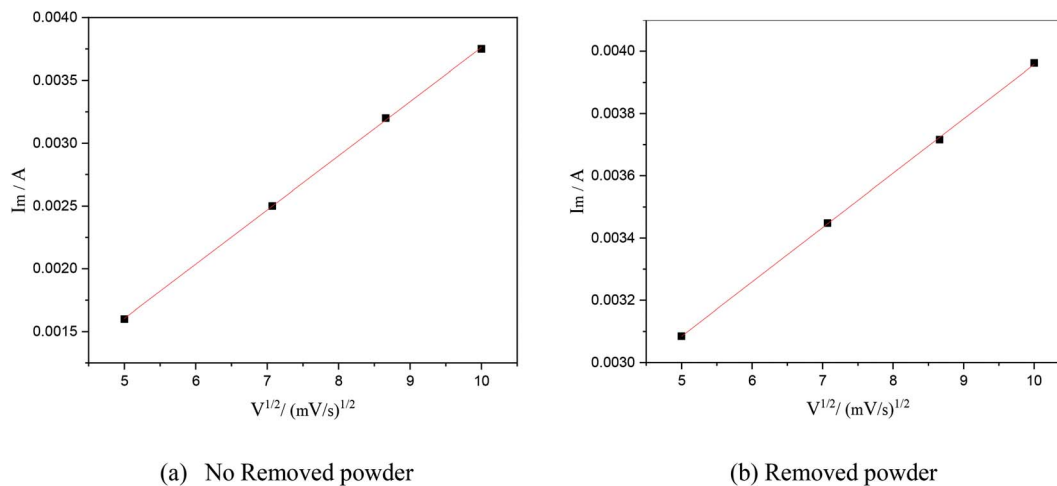 0.0040
0.0035
0.0030
0.0025
0.0020
0.0015
Im / A
5 6 7 8 9 10
V1/2/ (mV/s)1/2
(a) No Removed powder
0.0040
0.0038
0.0036
0.0034
0.0032
0.0030
Im / A
5 6 7 8 9 10
V1/2/ (mV/s)1/2
(b) Removed powder